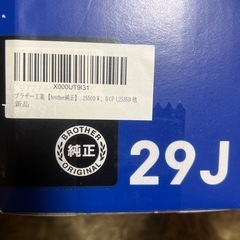 X000UT9I31
ブラザー工業 【brother純正】
DCP-L2535D 他
新品
BROTHER
純正
ORIGINAL
29J